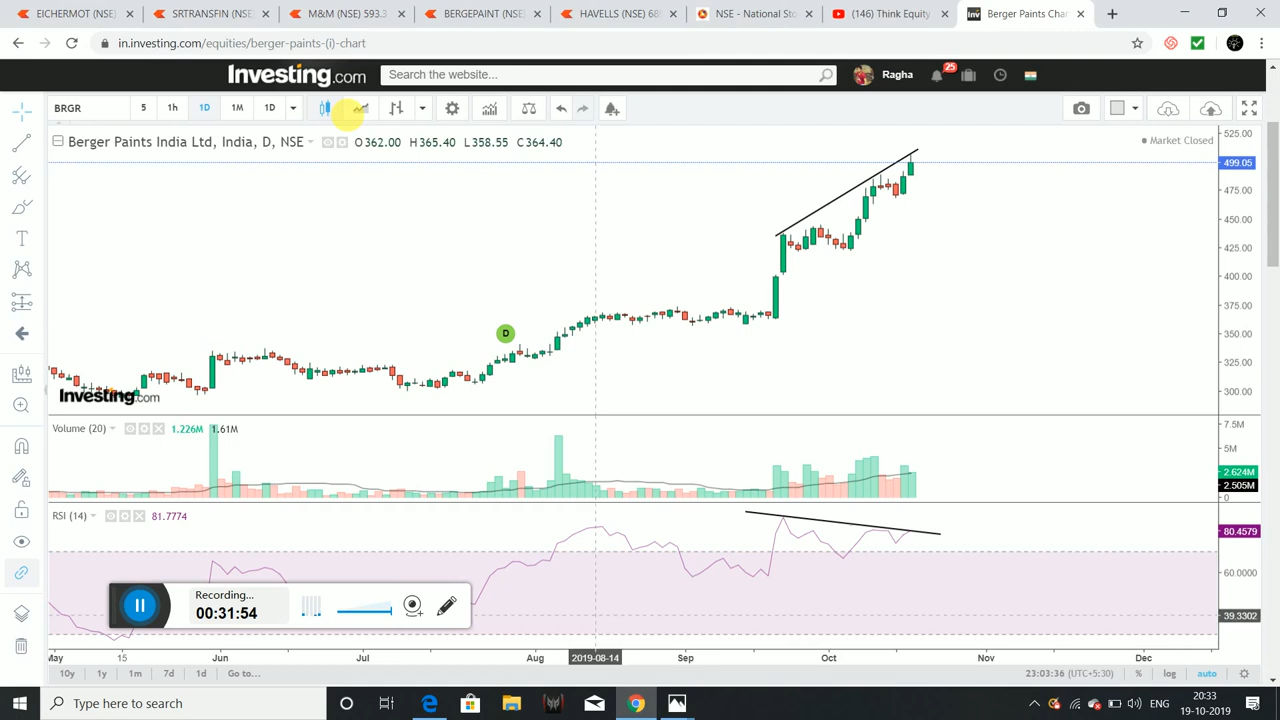 EICHERMOT (NSE)
SRTRANSFIN (NSE)
M&M (NSE) 593.3
BERGEPAINT (NSE)
HAVELLS (NSE) 68
NSE - National Sto
(146) Think Equity
Berger Paints Cha
in.investing.com/equities/berger-paints-(i)-chart
Investing.com
Search the website...
Ragha
25
BRGR
5
1h
1D
1M
1D
Berger Paints India Ltd, India, D, NSE
O 362.00 H 365.40 L 358.55 C 364.40
Market Closed
525.00
499.05
475.00
450.00
425.00
400.00
375.00
350.00
325.00
300.00
D
Investing.com
Volume (20)
1.226M
1.61M
7.5M
5M
2.624M
2.505M
0
RSI (14)
81.7774
80.4579
60.0000
39.3302
Recording...
00:31:54
May
15
Jun
Jul
Aug
2019-08-14
Sep
Oct
Nov
Dec
10y
1y
1m
7d
1d
Go to...
23:03:36 (UTC+5:30)
%
log
auto
Type here to search
20:33
19-10-2019